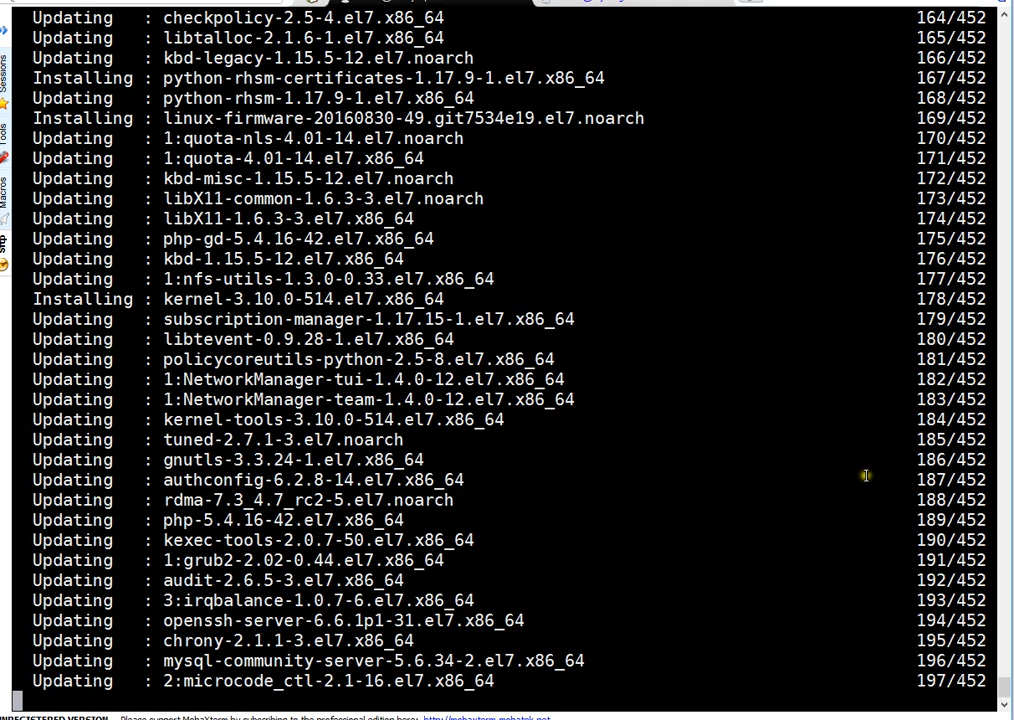 Updating : checkpolicy-2.5-4.el7.x86_64 164/452
Updating : libtalloc-2.1.6-1.el7.x86_64 165/452
Updating : kbd-legacy-1.15.5-12.el7.noarch 166/452
Installing : python-rhsm-certificates-1.17.9-1.el7.x86_64 167/452
Updating : python-rhsm-1.17.9-1.el7.x86_64 168/452
Installing : linux-firmware-20160830-49.git7534e19.el7.noarch 169/452
Updating : 1:quota-nls-4.01-14.el7.noarch 170/452
Updating : 1:quota-4.01-14.el7.x86_64 171/452
Updating : kbd-misc-1.15.5-12.el7.noarch 172/452
Updating : libX11-common-1.6.3-3.el7.noarch 173/452
Updating : libX11-1.6.3-3.el7.x86_64 174/452
Updating : php-gd-5.4.16-42.el7.x86_64 175/452
Updating : kbd-1.15.5-12.el7.x86_64 176/452
Updating : 1:nfs-utils-1.3.0-0.33.el7.x86_64 177/452
Installing : kernel-3.10.0-514.el7.x86_64 178/452
Updating : subscription-manager-1.17.15-1.el7.x86_64 179/452
Updating : libtevent-0.9.28-1.el7.x86_64 180/452
Updating : policycoreutils-python-2.5-8.el7.x86_64 181/452
Updating : 1:NetworkManager-tui-1.4.0-12.el7.x86_64 182/452
Updating : 1:NetworkManager-team-1.4.0-12.el7.x86_64 183/452
Updating : kernel-tools-3.10.0-514.el7.x86_64 184/452
Updating : tuned-2.7.1-3.el7.noarch 185/452
Updating : gnutls-3.3.24-1.el7.x86_64 186/452
Updating : authconfig-6.2.8-14.el7.x86_64 187/452
Updating : rdma-7.3_4.7_rc2-5.el7.noarch 188/452
Updating : php-5.4.16-42.el7.x86_64 189/452
Updating : kexec-tools-2.0.7-50.el7.x86_64 190/452
Updating : 1:grub2-2.02-0.44.el7.x86_64 191/452
Updating : audit-2.6.5-3.el7.x86_64 192/452
Updating : 3:irqbalance-1.0.7-6.el7.x86_64 193/452
Updating : openssh-server-6.6.1p1-31.el7.x86_64 194/452
Updating : chrony-2.1.1-3.el7.x86_64 195/452
Updating : mysql-community-server-5.6.34-2.el7.x86_64 196/452
Updating : 2:microcode_ctl-2.1-16.el7.x86_64 197/452
Sessions
Tools
Macros
Sftp
UNREGISTERED VERSION - Please support MobaXterm by subscribing to the professional edition here: http://mobaxterm.mobatek.net